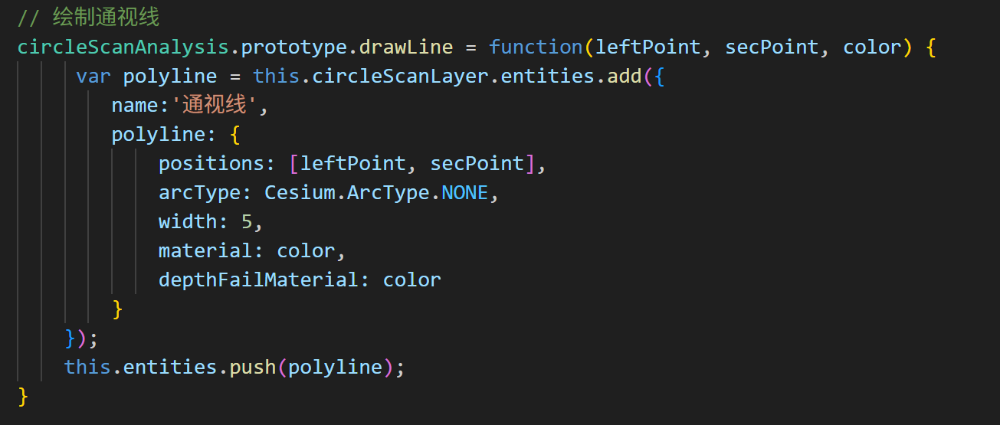 // 绘制通视线
circleScanAnalysis.prototype.drawLine = function(leftPoint, secPoint, color) {
     var polyline = this.circleScanLayer.entities.add({
        name:'通视线',
        polyline: {
            positions: [leftPoint, secPoint],
            arcType: Cesium.ArcType.NONE,
            width: 5,
            material: color,
            depthFailMaterial: color
        }
    });
    this.entities.push(polyline);
}